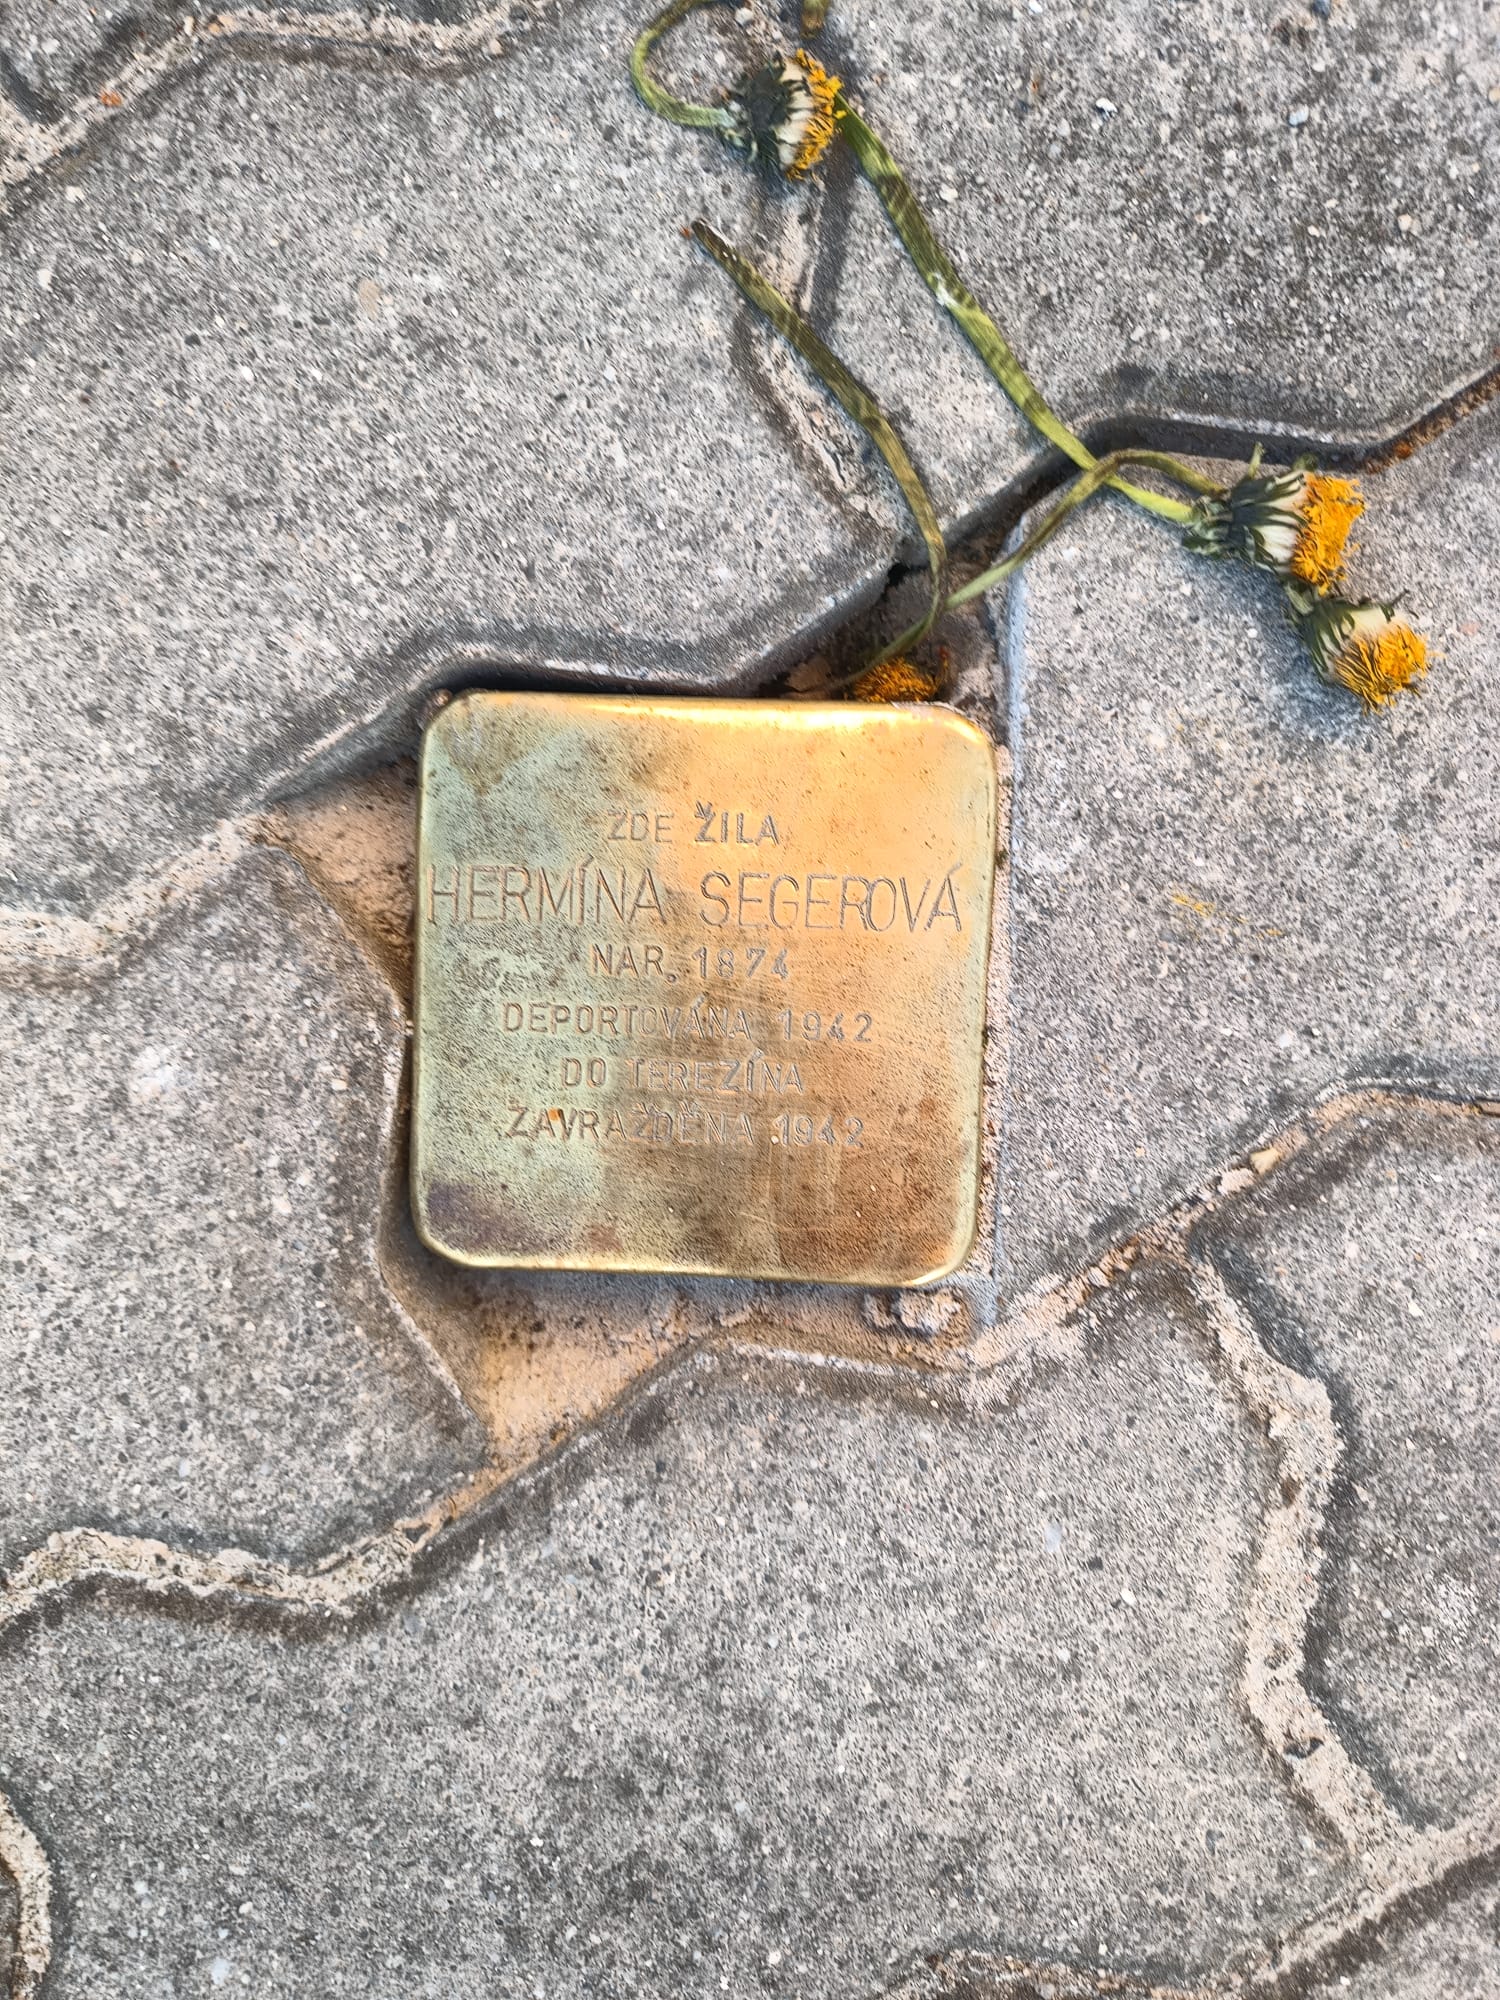 ZDE ŽILA
HERMÍNA SEGEROVÁ
NAR. 1874
DEPORTOVÁNA 1942
DO TEREZÍNA
ZAVRAŽDĚNA 1942